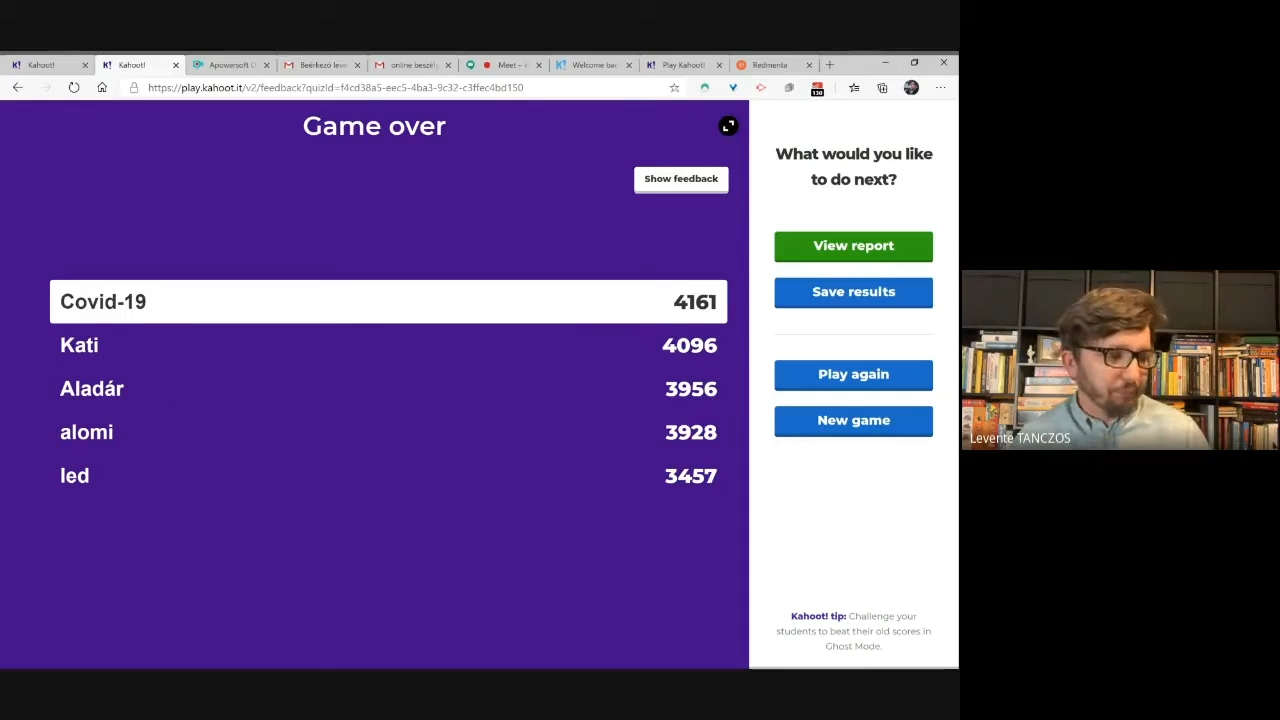 Kahoot!
Kahoot!
Apowersoft O
Beérkező leve
online beszélg
Meet –
Welcome bac
Play Kahoot!
Redmenta
https://play.kahoot.it/v2/feedback?quizId=f4cd38a5-eec5-4ba3-9c32-c3ffec4bd150
130
Game over
Show feedback
Covid-19 4161
Kati 4096
Aladár 3956
alomi 3928
led 3457
What would you like
to do next?
View report
Save results
Play again
New game
Kahoot! tip: Challenge your
students to beat their old scores in
Ghost Mode.
Levente TANCZOS